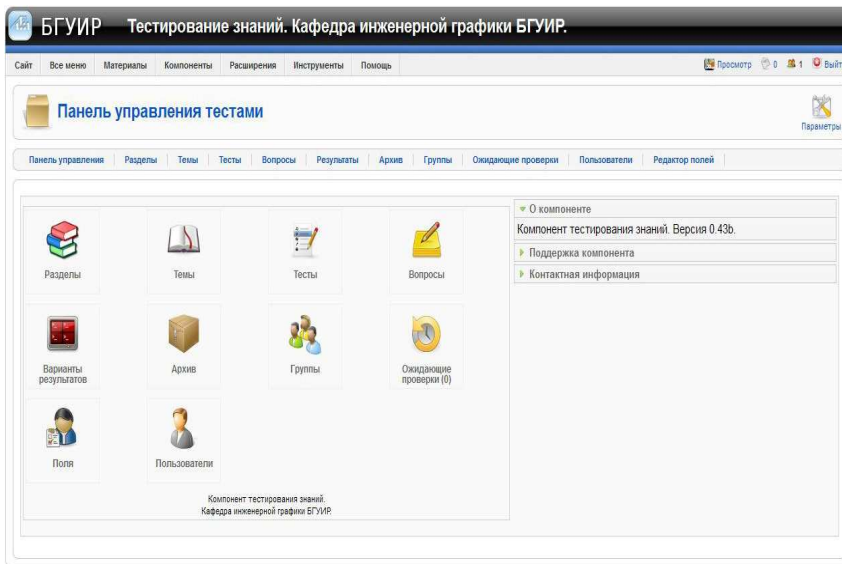 БГУИР Тестирование знаний. Кафедра инженерной графики БГУИР.
Сайт Все меню Материалы Компоненты Расширения Инструменты Помощь Просмотр 0 1 Выйт
Панель управления тестами
Параметры
Панель управления Разделы Темы Тесты Вопросы Результаты Архив Группы Ожидающие проверки Пользователи Редактор полей
О компоненте
Компонент тестирования знаний. Версия 0.43b.
Поддержка компонента
Контактная информация
Разделы Темы Тесты Вопросы
Варианты результатов Архив Группы Ожидающие проверки (0)
Поля Пользователи
Компонент тестирования знаний.
Кафедра инженерной графики БГУИР.